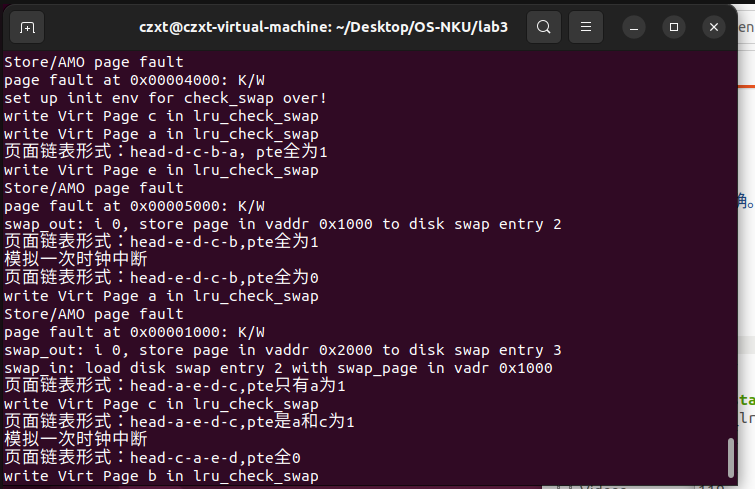 czxt@czxt-virtual-machine: ~/Desktop/OS-NKU/lab3
Store/AMO page fault
page fault at 0x00004000: K/W
set up init env for check_swap over!
write Virt Page c in lru_check_swap
write Virt Page a in lru_check_swap
页面链表形式：head-d-c-b-a，pte全为1
write Virt Page e in lru_check_swap
Store/AMO page fault
page fault at 0x00005000: K/W
swap_out: i 0, store page in vaddr 0x1000 to disk swap entry 2
页面链表形式：head-e-d-c-b,pte全为1
模拟一次时钟中断
页面链表形式：head-e-d-c-b,pte全为0
write Virt Page a in lru_check_swap
Store/AMO page fault
page fault at 0x00001000: K/W
swap_out: i 0, store page in vaddr 0x2000 to disk swap entry 3
swap_in: load disk swap entry 2 with swap_page in vadr 0x1000
页面链表形式：head-a-e-d-c,pte只有a为1
write Virt Page c in lru_check_swap
页面链表形式：head-a-e-d-c,pte是a和c为1
模拟一次时钟中断
页面链表形式：head-c-a-e-d,pte全0
write Virt Page b in lru_check_swap
en
确。
ta
_lr